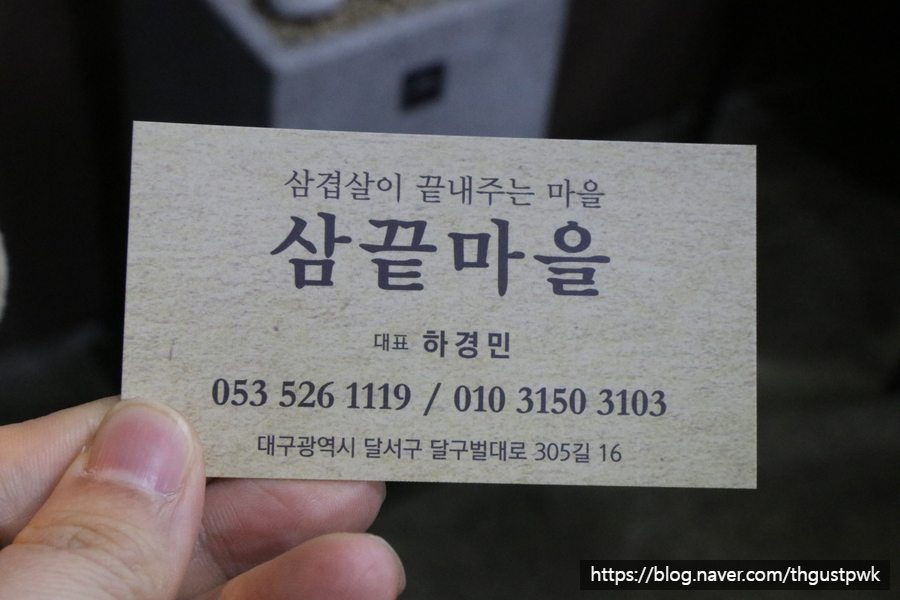 삼겹살이 끝내주는 마을
삼끝마을
대표 하경민
053 526 1119 / 010 3150 3103
대구광역시 달서구 달구벌대로 305길 16
https://blog.naver.com/thgustpwk